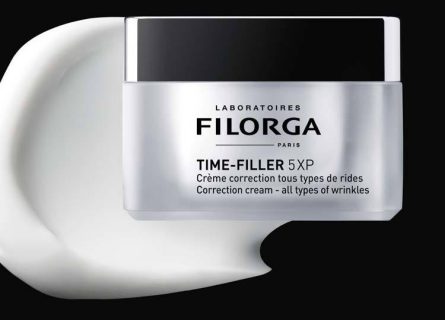 LABORATOIRES
FILORGA
PARIS
TIME-FILLER 5XP
Crème correction tous types de rides
Correction cream - all types of wrinkles